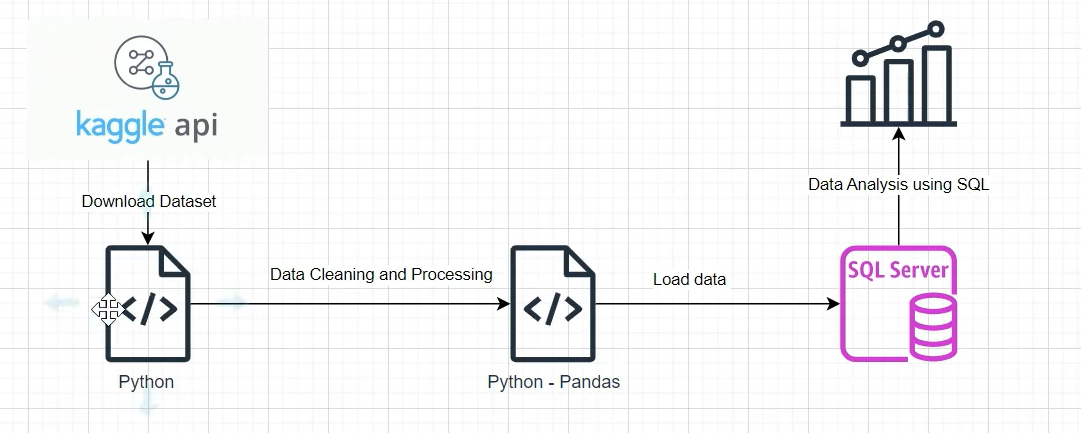 kaggle api
Download Dataset
</>
Python
Data Cleaning and Processing
</>
Python - Pandas
Load data
SQL Server
Data Analysis using SQL